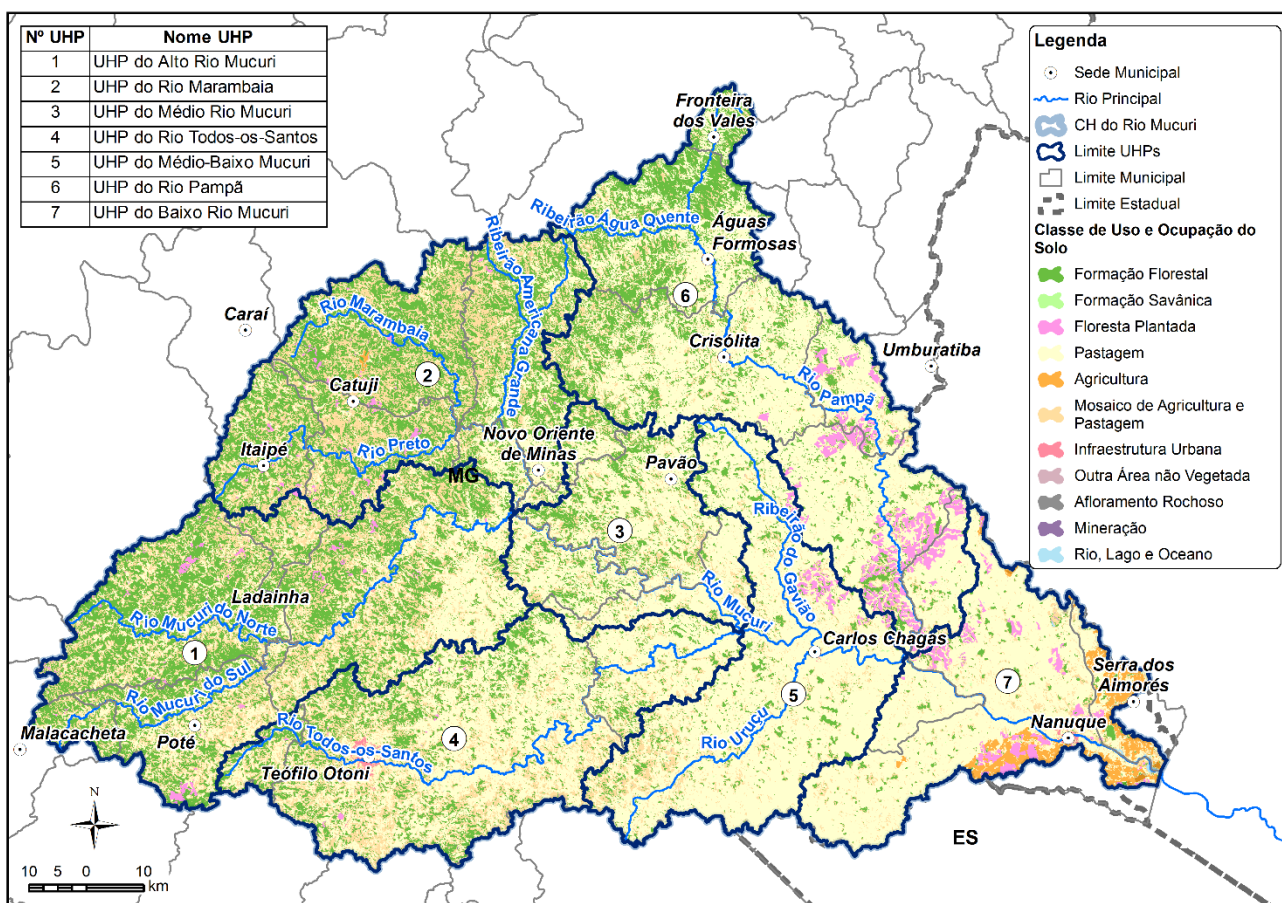 Nº UHP Nome UHP
1 UHP do Alto Rio Mucuri
2 UHP do Rio Marambaia
3 UHP do Médio Rio Mucuri
4 UHP do Rio Todos-os-Santos
5 UHP do Médio-Baixo Mucuri
6 UHP do Rio Pampã
7 UHP do Baixo Rio Mucuri
Legenda
Sede Municipal
Rio Principal
CH do Rio Mucuri
Limite UHPs
Limite Municipal
Limite Estadual
Classe de Uso e Ocupação do
Solo
Formação Florestal
Formação Savânica
Floresta Plantada
Pastagem
Agricultura
Mosaico de Agricultura e
Pastagem
Infraestrutura Urbana
Outra Área não Vegetada
Afloramento Rochoso
Mineração
Rio, Lago e Oceano
Fronteira
dos Vales
Ribeirão Água Quente
Águas
Formosas
Ribeirão Americana Grande
6
Caraí
Rio Marambaia
Crisólita
Umburatiba
2
Catuji
Rio Pampã
Rio Preto
Novo Oriente
de Minas
Itaipe
Pavão
MG
Ribeirão do Gavião
3
Ladainha
Rio Mucuri do Norte
Rio Mucuri
1
Carlos Chagas
Rio Mucuri do Sul
7
Serra dos
Aimorés
5
Malacacheta
Poté
Rio Todos-os-Santos
4
Rio Uruçu
Nanuque
Teófilo Otoni
N
ES
10 5 0 10
km